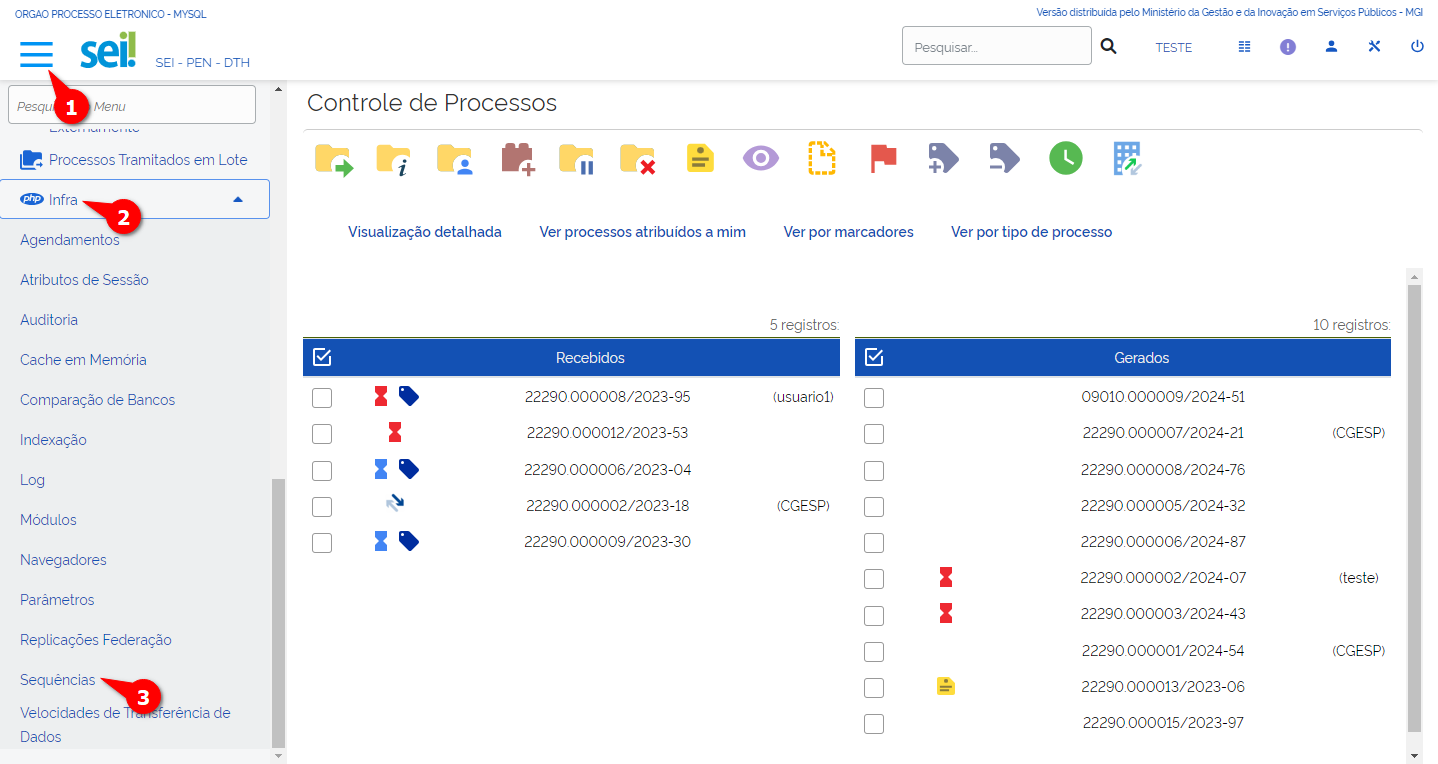 ORGAO PROCESSO ELETRONICO - MYSQL
Versão distribuída pelo Ministério da Gestão e da Inovação em Serviços Públicos - MGI
sei!
SEI - PEN - DTH
Pesquisar...
TESTE
1
Menu
Externamente
Processos Tramitados em Lote
php Infra
2
Agendamentos
Atributos de Sessão
Auditoria
Cache em Memória
Comparação de Bancos
Indexação
Log
Módulos
Navegadores
Parâmetros
Replicações Federação
Sequências
3
Velocidades de Transferência de
Dados
Controle de Processos
Visualização detalhada
Ver processos atribuídos a mim
Ver por marcadores
Ver por tipo de processo
5 registros:
Recebidos
22290.000008/2023-95 (usuario1)
22290.000012/2023-53
22290.000006/2023-04
22290.000002/2023-18 (CGESP)
22290.000009/2023-30
10 registros:
Gerados
09010.000009/2024-51
22290.000007/2024-21 (CGESP)
22290.000008/2024-76
22290.000005/2024-32
22290.000006/2024-87
22290.000002/2024-07 (teste)
22290.000003/2024-43
22290.000001/2024-54 (CGESP)
22290.000013/2023-06
22290.000015/2023-97